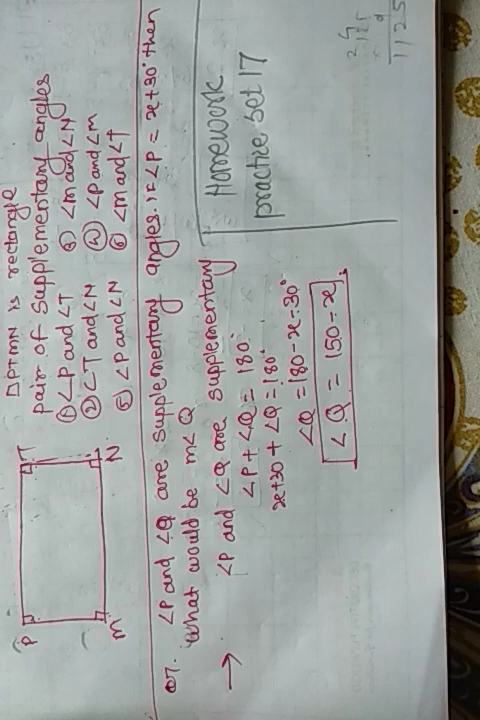 □PTMN is rectangle
pair of supplementary angles
P T
M N
① ∠P and ∠T ③ ∠m and ∠N
② ∠T and ∠N ④ ∠P and ∠m
⑤ ∠P and ∠N ⑥ ∠m and ∠T
Q7. ∠P and ∠Q are supplementary angles. if ∠P = x+30° then
what would be m∠Q
→ ∠P and ∠Q are supplementary
∠P + ∠Q = 180°
x+30 + ∠Q = 180°
∠Q = 180-x-30°
∠Q = 150-x
Homework
practice set 17
1125